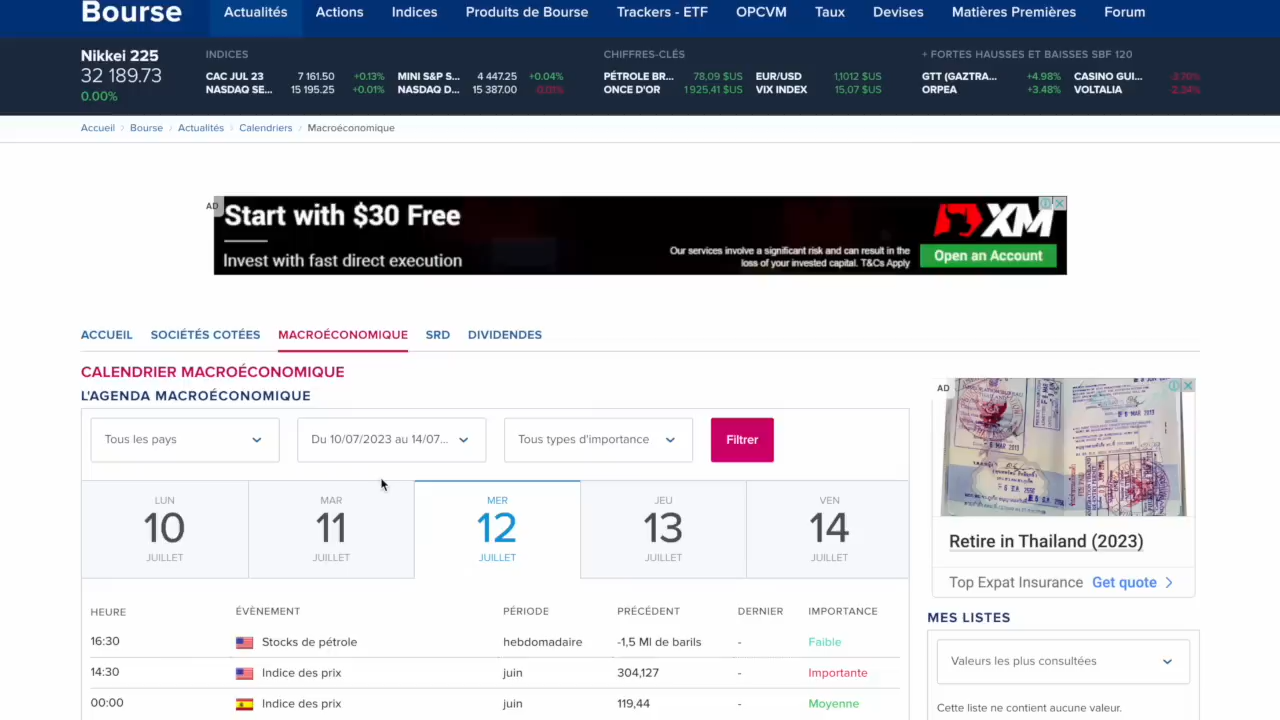 Bourse
Actualités Actions Indices Produits de Bourse Trackers - ETF OPCVM Taux Devises Matières Premières Forum
Nikkei 225
32 189.73
0.00%
INDICES
CAC JUL 23 7 161.50 +0.13% MINI S&P S... 4 447.25 +0.04%
NASDAQ SE... 15 195.25 +0.01% NASDAQ D... 15 387.00 -0.01%
CHIFFRES-CLÉS
PÉTROLE BR... 78,09 $US EUR/USD 1,1012 $US
ONCE D'OR 1 925,41 $US VIX INDEX 15,07 $US
+ FORTES HAUSSES ET BAISSES SBF 120
GTT (GAZTRA... +4.98% CASINO GUI... -3.70%
ORPEA +3.48% VOLTALIA -2.34%
Accueil / Bourse / Actualités / Calendriers / Macroéconomique
AD
Start with $30 Free
Invest with fast direct execution
Our services involve a significant risk and can result in the
loss of your invested capital. T&Cs Apply
XM
Open an Account
ACCUEIL SOCIÉTÉS COTÉES MACROÉCONOMIQUE SRD DIVIDENDES
CALENDRIER MACROÉCONOMIQUE
L'AGENDA MACROÉCONOMIQUE
Tous les pays Du 10/07/2023 au 14/07... Tous types d'importance Filtrer
LUN MAR MER JEU VEN
10 11 12 13 14
JUILLET JUILLET JUILLET JUILLET JUILLET
HEURE ÉVÈNEMENT PÉRIODE PRÉCÉDENT DERNIER IMPORTANCE
16:30 Stocks de pétrole hebdomadaire -1,5 Ml de barils - Faible
14:30 Indice des prix juin 304,127 - Importante
00:00 Indice des prix juin 119,44 - Moyenne
AD
Retire in Thailand (2023)
Top Expat Insurance Get quote
MES LISTES
Valeurs les plus consultées
Cette liste ne contient aucune valeur.